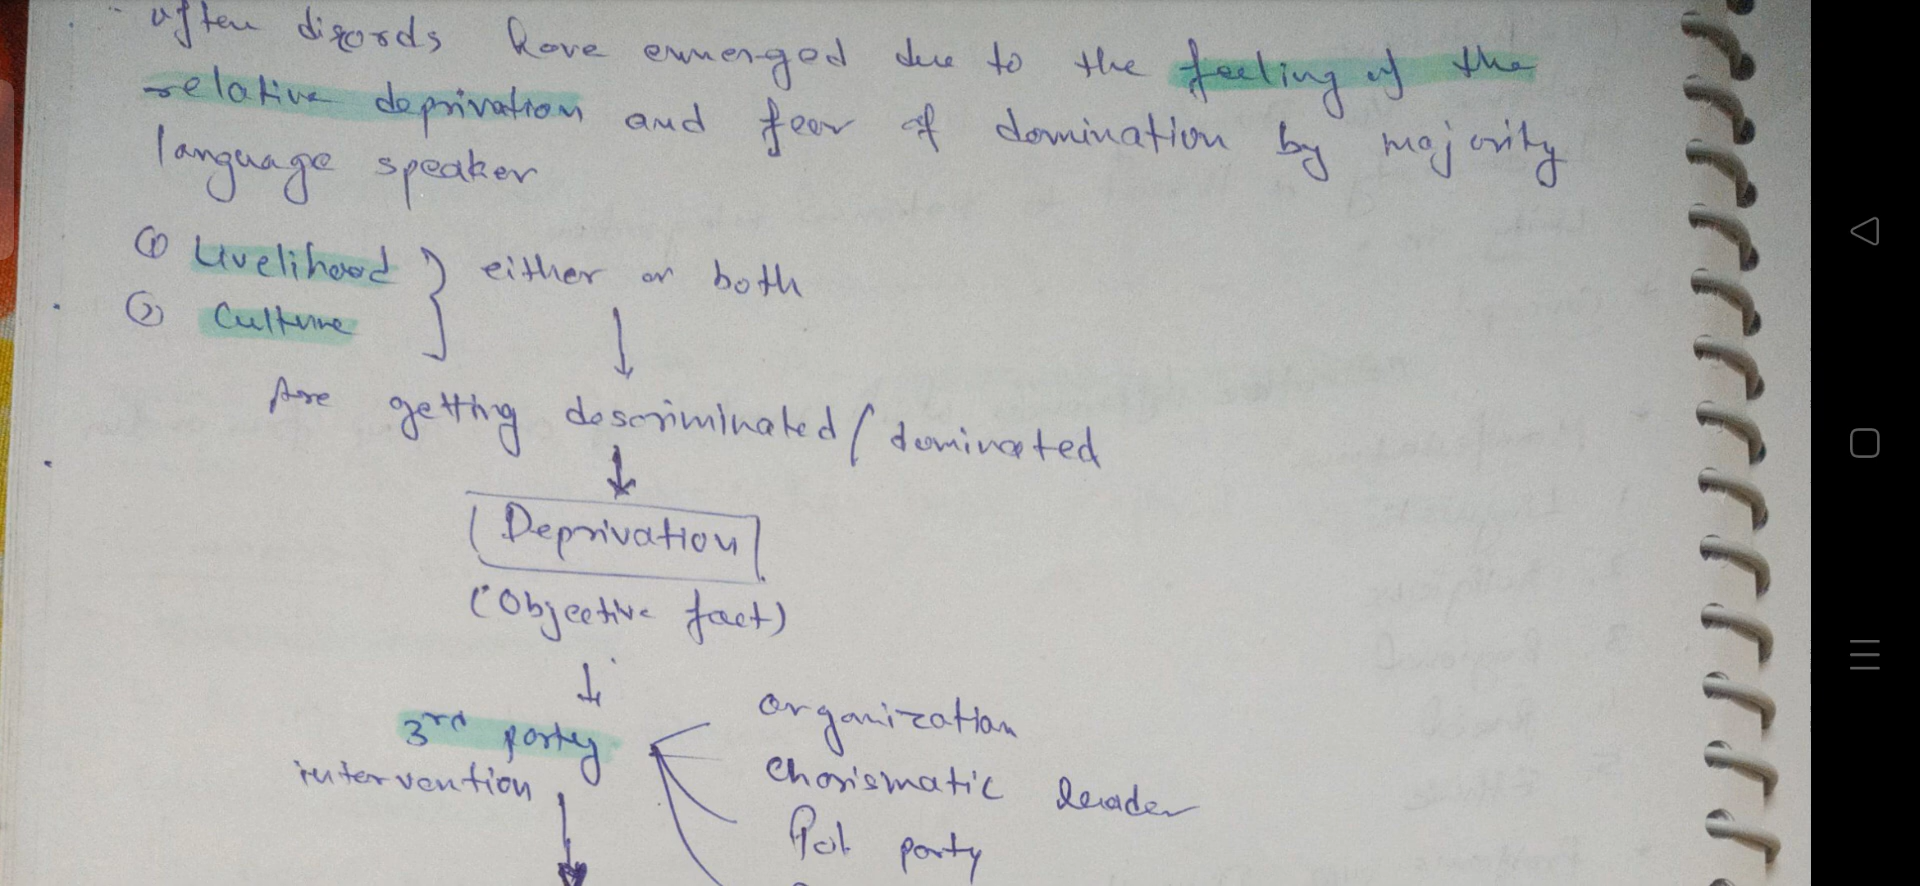 often discords have emmerged due to the feeling of the
relative deprivation and fear of domination by majority
language speaker
① Livelihood } either or both
② Culture
Are getting descriminated / dominated
Deprivation
(Objective fact)
3rd party
intervention
organization
Charismatic leader
Pol party